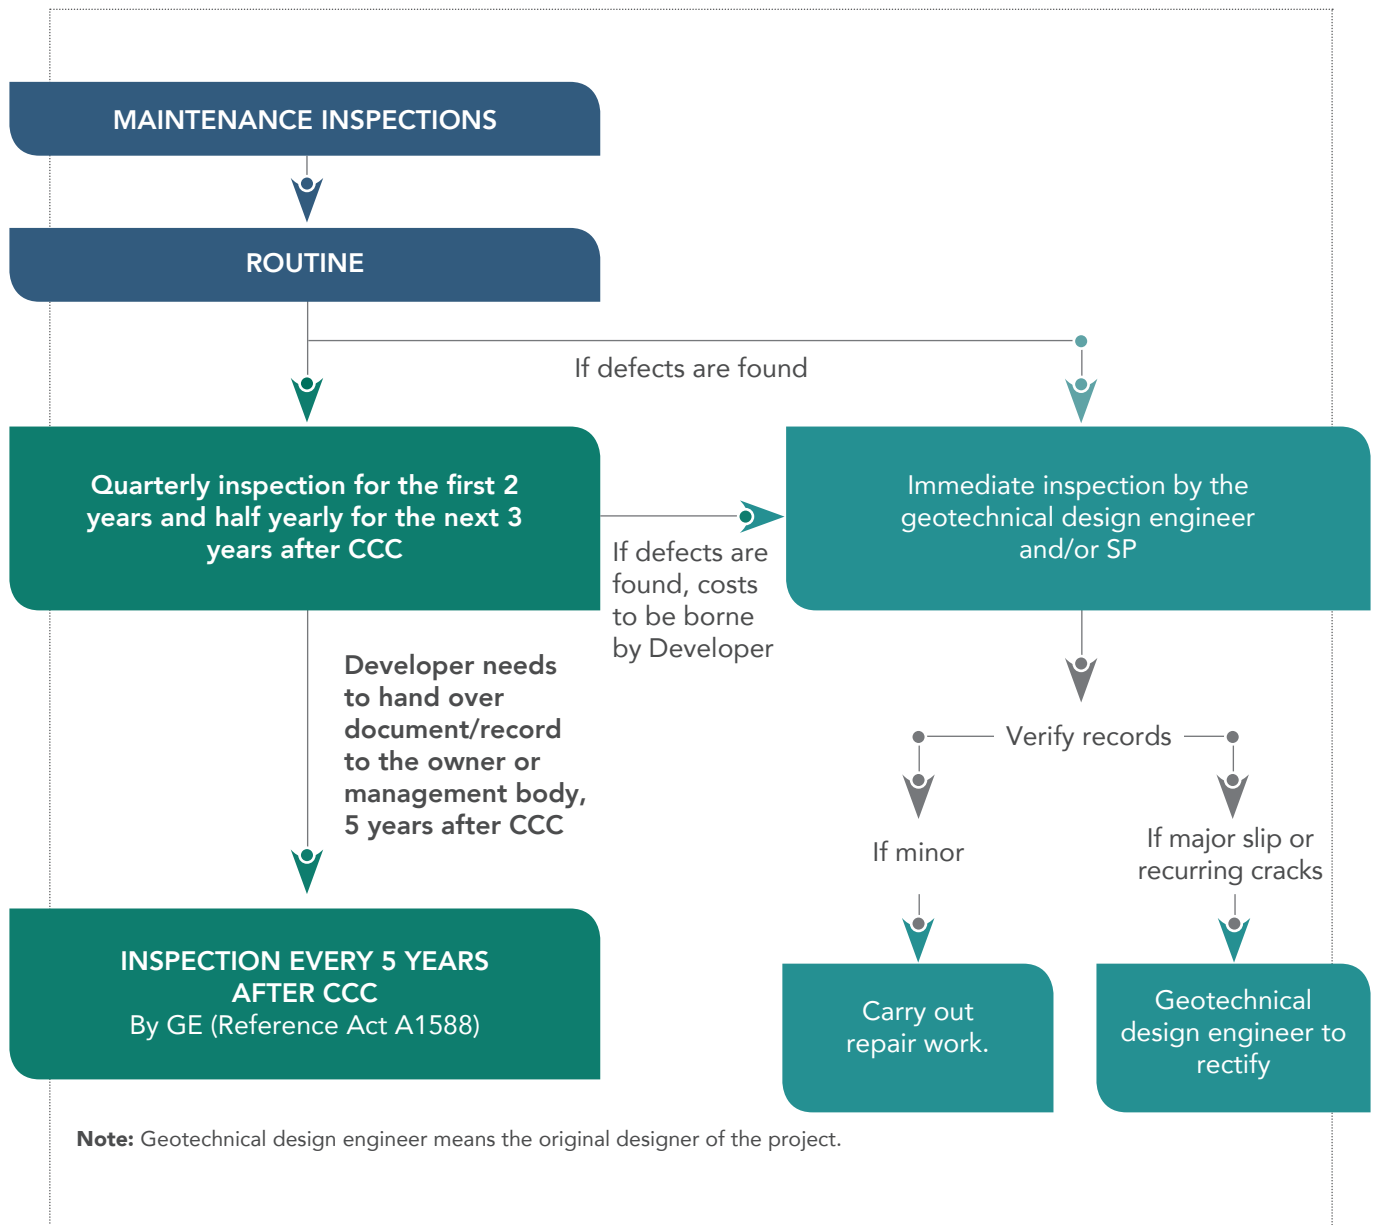 MAINTENANCE INSPECTIONS
ROUTINE
If defects are found
Quarterly inspection for the first 2
years and half yearly for the next 3
years after CCC
If defects are
found, costs
to be borne
by Developer
Immediate inspection by the
geotechnical design engineer
and/or SP
Developer needs
to hand over
document/record
to the owner or
management body,
5 years after CCC
Verify records
If minor
If major slip or
recurring cracks
INSPECTION EVERY 5 YEARS
AFTER CCC
By GE (Reference Act A1588)
Carry out
repair work.
Geotechnical
design engineer to
rectify
Note: Geotechnical design engineer means the original designer of the project.